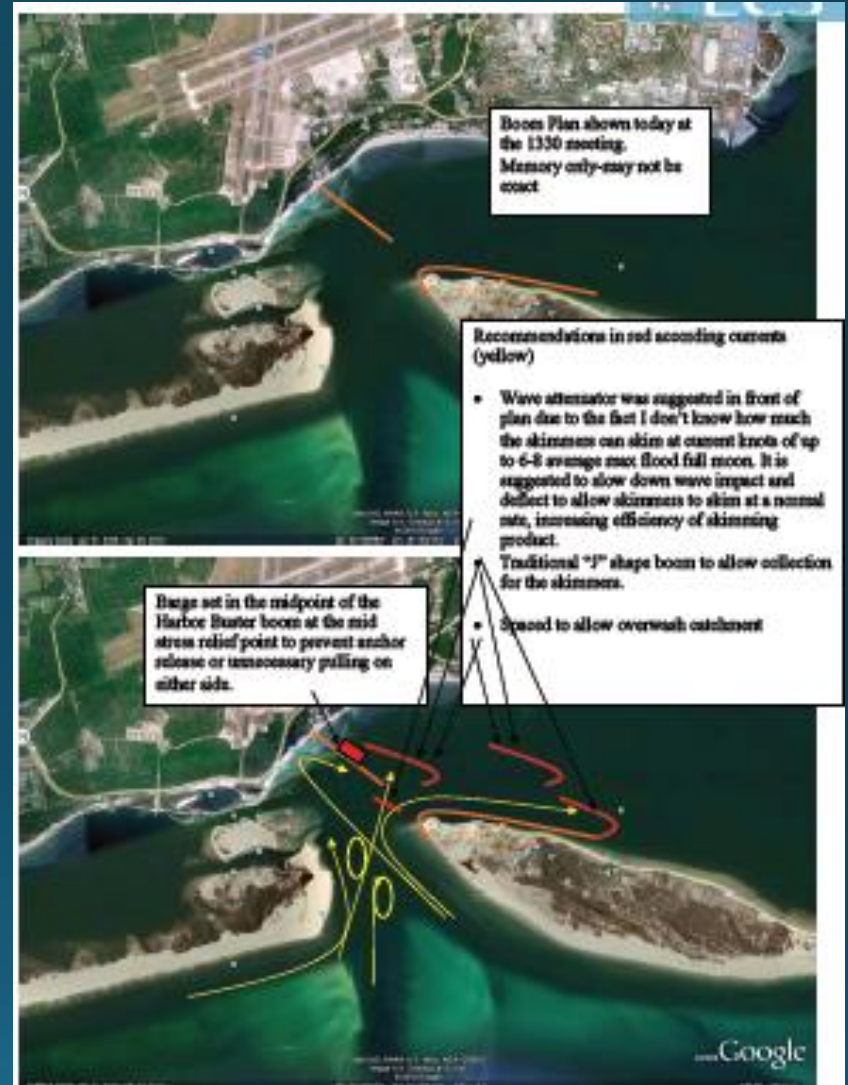 ECS
Boom Plan shown today at
the 1330 meeting.
Memory only-may not be
exact
Recommendations in red according currents
(yellow)
• Wave attenuator was suggested in front of
plan due to the fact I don't know how much
the skimmers can skim at current knots of up
to 6-8 average max flood full moon. It is
suggested to slow down wave impact and
deflect to allow skimmers to skim at a normal
rate, increasing efficiency of skimming
product.
• Traditional "J" shape boom to allow collection
for the skimmers.
• Spaced to allow overwash catchment
Barge set in the midpoint of the
Harbor Buster boom at the mid
stress relief point to prevent anchor
release or unnecessary pulling on
either side.
Google